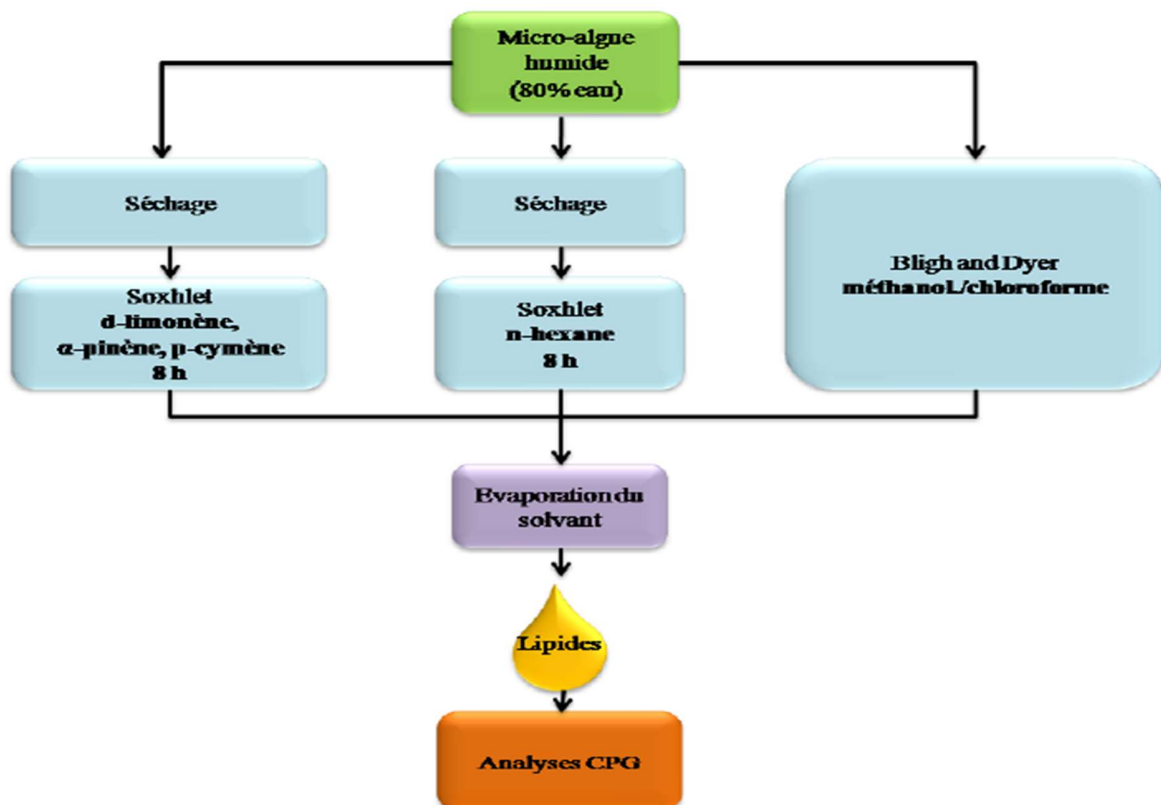 Micro-algue
humide
(80% eau)
Séchage
Séchage
Bligh and Dyer
méthanol/chloroforme
Soxhlet
d-limonène,
α-pinène, p-cymène
8 h
Soxhlet
n-hexane
8 h
Evaporation du
solvant
Lipides
Analyses CPG